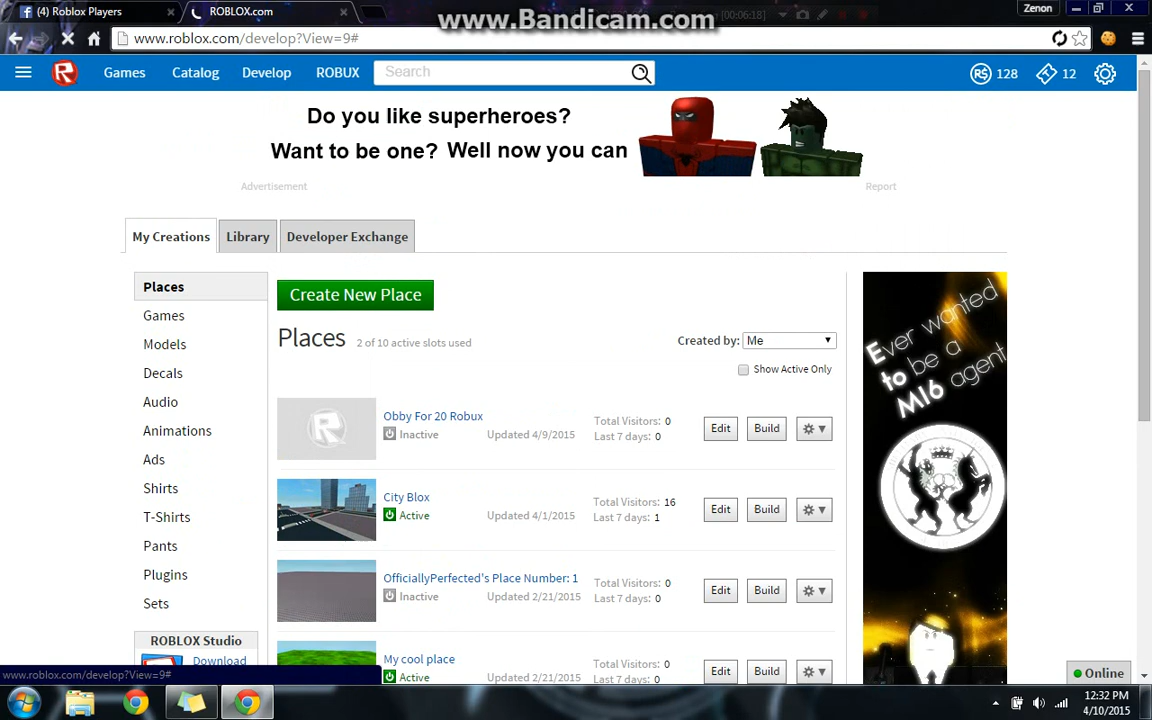 (4) Roblox Players
ROBLOX.com
www.Bandicam.com
[00:06:18]
Zenon
www.roblox.com/develop?View=9#
Games
Catalog
Develop
ROBUX
Search
128
12
Do you like superheroes?
Want to be one? Well now you can
Advertisement
Report
My Creations
Library
Developer Exchange
Places
Games
Models
Decals
Audio
Animations
Ads
Shirts
T-Shirts
Pants
Plugins
Sets
ROBLOX Studio
Download
Create New Place
Places 2 of 10 active slots used
Created by: Me
Show Active Only
Obby For 20 Robux
Inactive
Updated 4/9/2015
Total Visitors: 0
Last 7 days: 0
Edit
Build
City Blox
Active
Updated 4/1/2015
Total Visitors: 16
Last 7 days: 1
Edit
Build
OfficiallyPerfected's Place Number: 1
Inactive
Updated 2/21/2015
Total Visitors: 0
Last 7 days: 0
Edit
Build
My cool place
Active
Updated 2/21/2015
Total Visitors: 0
Last 7 days: 0
Edit
Build
Ever wanted
to be a
MI6 agent
Online
www.roblox.com/develop?View=9#
12:32 PM
4/10/2015